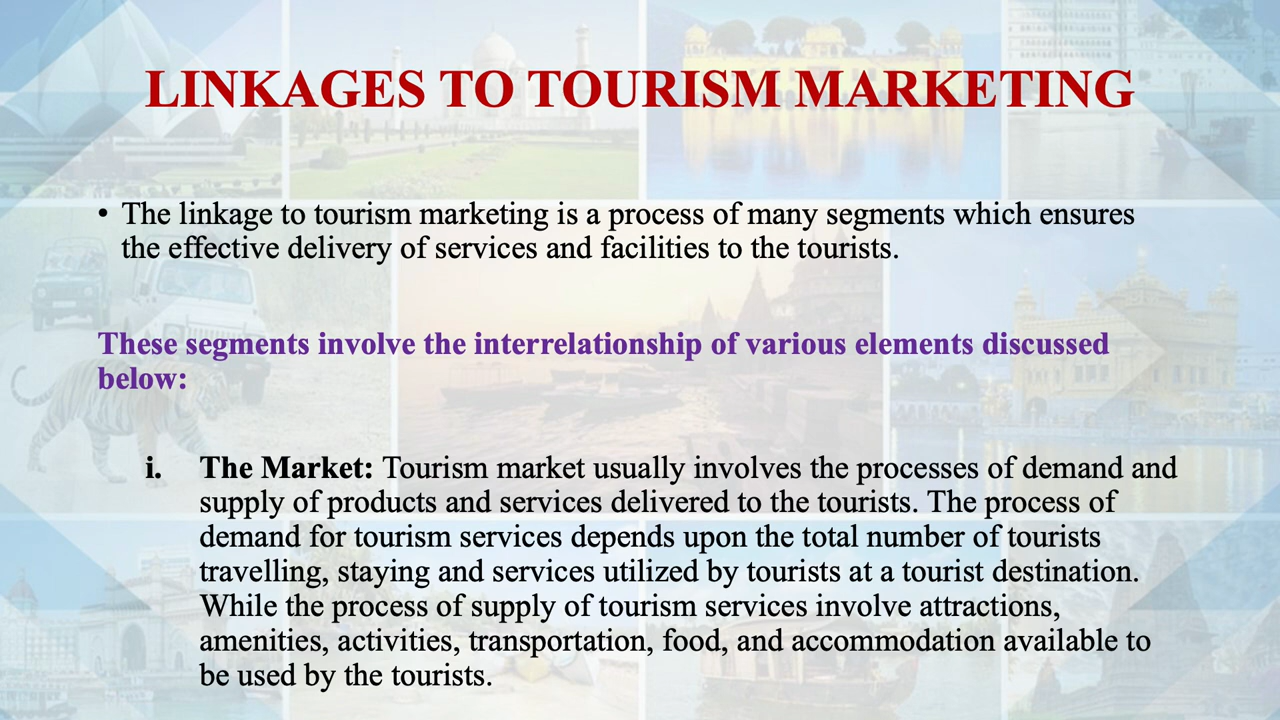 LINKAGES TO TOURISM MARKETING
• The linkage to tourism marketing is a process of many segments which ensures
the effective delivery of services and facilities to the tourists.
These segments involve the interrelationship of various elements discussed
below:
i. The Market: Tourism market usually involves the processes of demand and
supply of products and services delivered to the tourists. The process of
demand for tourism services depends upon the total number of tourists
travelling, staying and services utilized by tourists at a tourist destination.
While the process of supply of tourism services involve attractions,
amenities, activities, transportation, food, and accommodation available to
be used by the tourists.